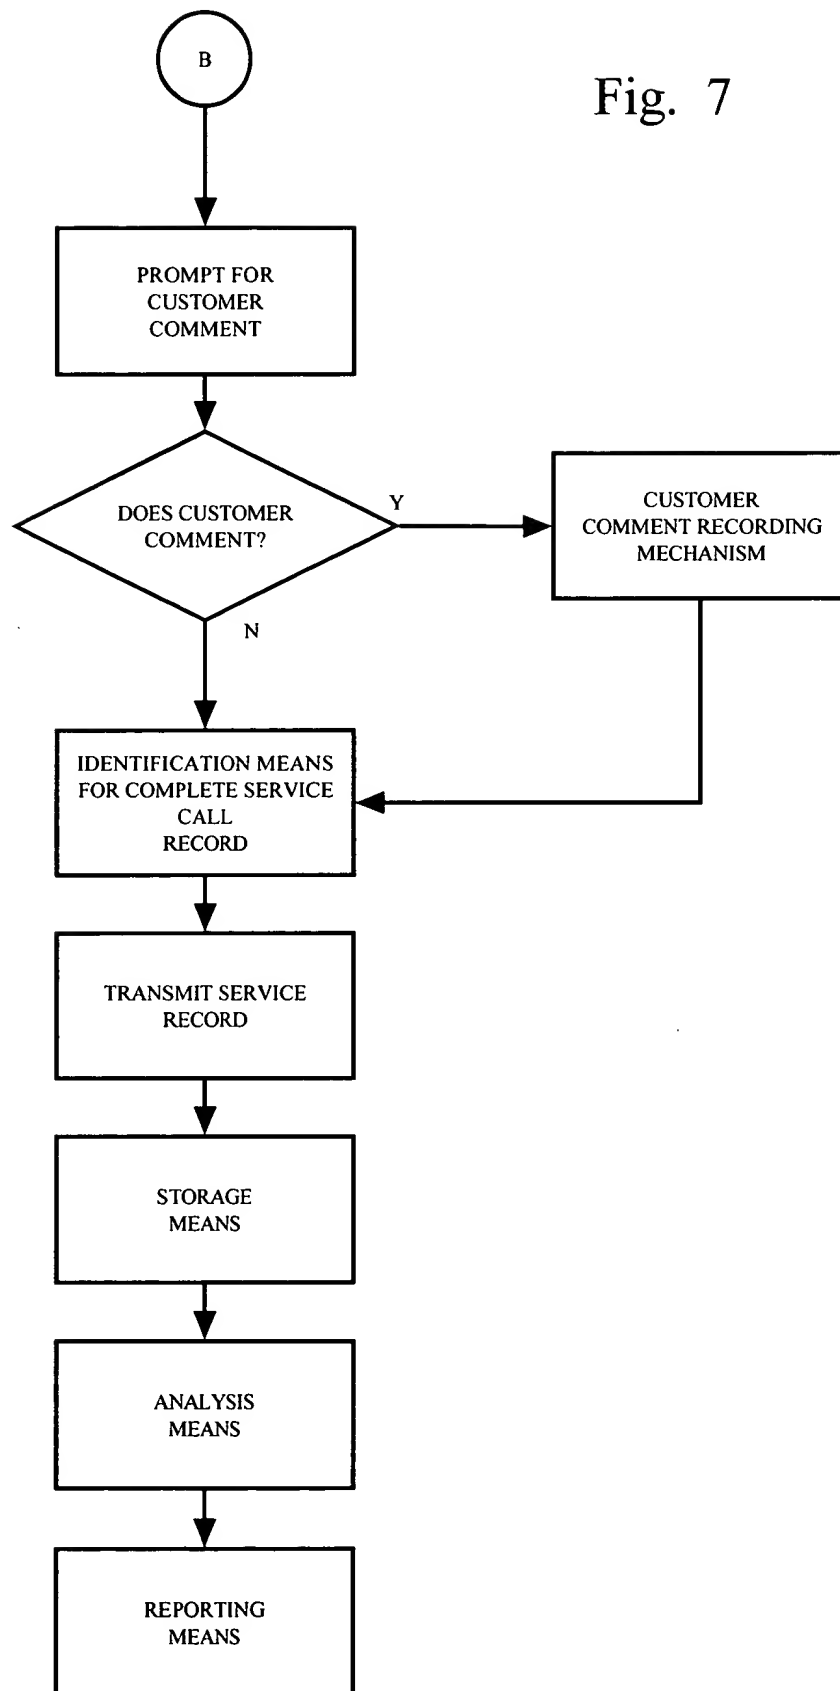 B
Fig. 7
PROMPT FOR
CUSTOMER
COMMENT
DOES CUSTOMER
COMMENT?
Y
CUSTOMER
COMMENT RECORDING
MECHANISM
N
IDENTIFICATION MEANS
FOR COMPLETE SERVICE
CALL
RECORD
TRANSMIT SERVICE
RECORD
STORAGE
MEANS
ANALYSIS
MEANS
REPORTING
MEANS